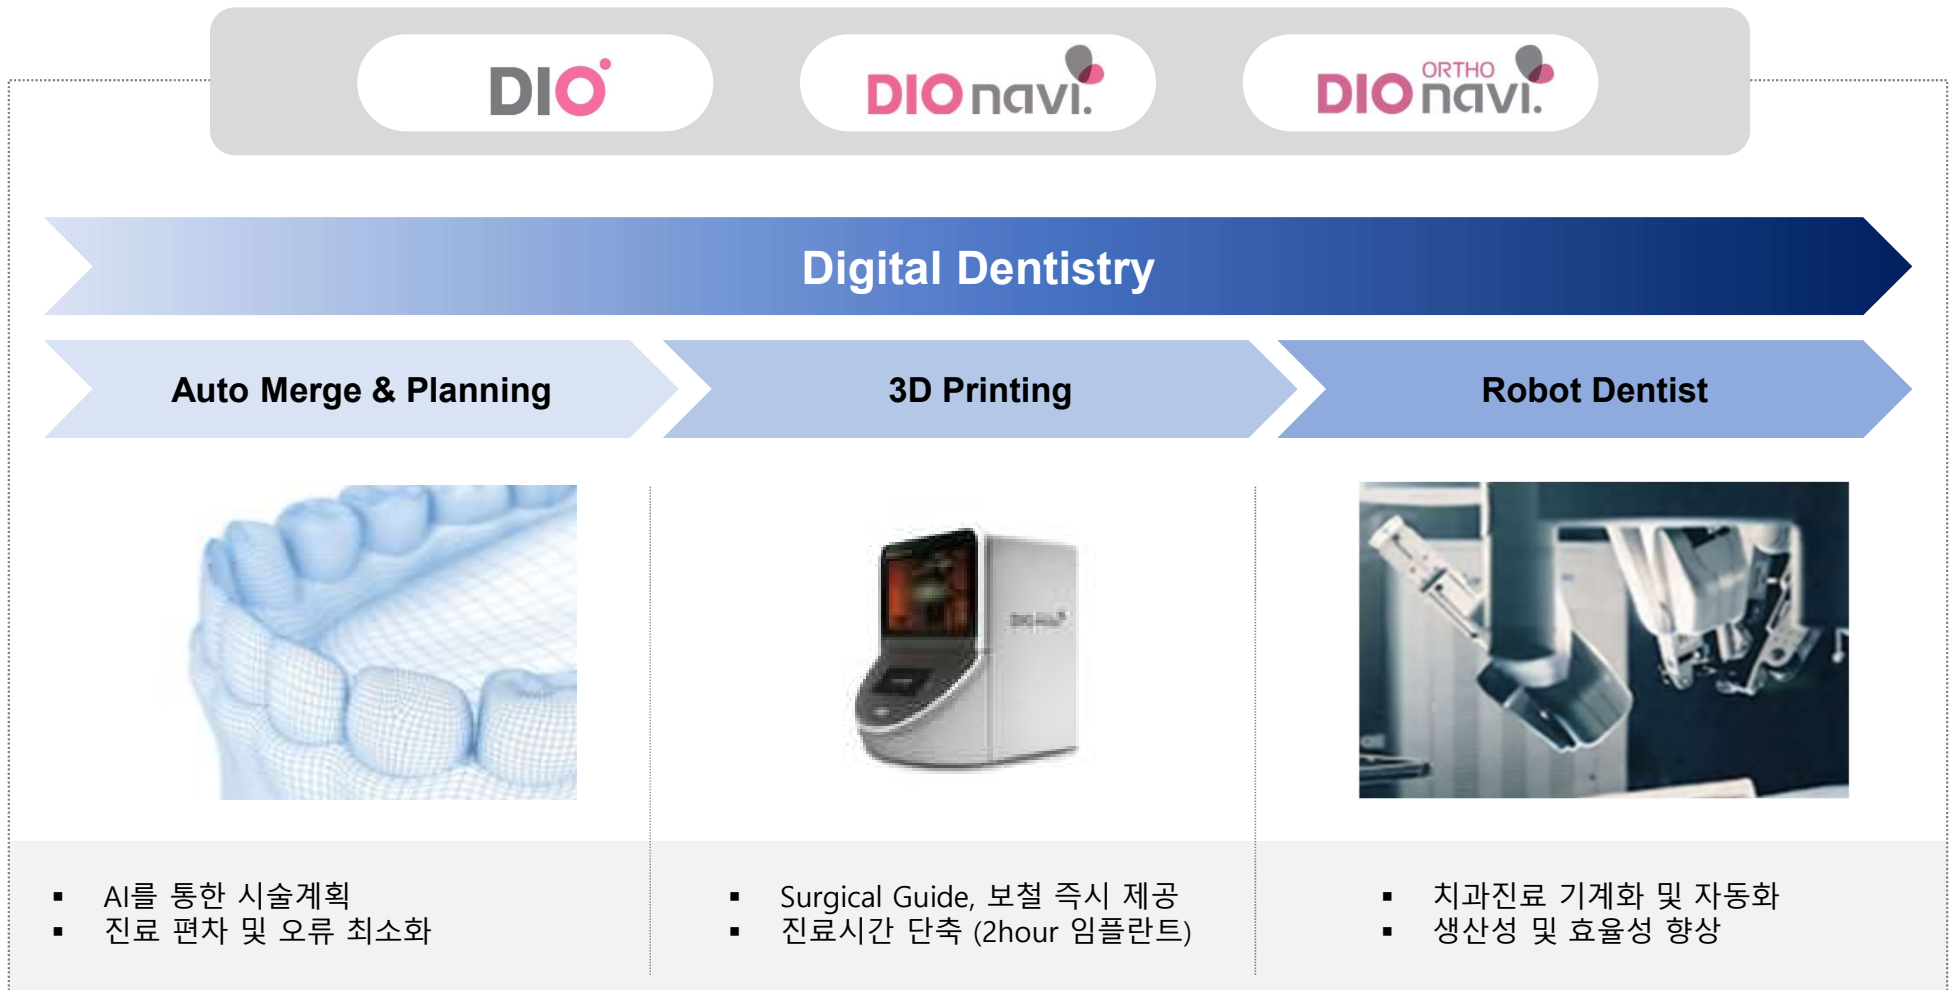 DIO
DIO navi.
DIO ORTHO navi.
Digital Dentistry
Auto Merge & Planning
3D Printing
Robot Dentist
▪ AI를 통한 시술계획
▪ 진료 편차 및 오류 최소화
▪ Surgical Guide, 보철 즉시 제공
▪ 진료시간 단축 (2hour 임플란트)
▪ 치과진료 기계화 및 자동화
▪ 생산성 및 효율성 향상